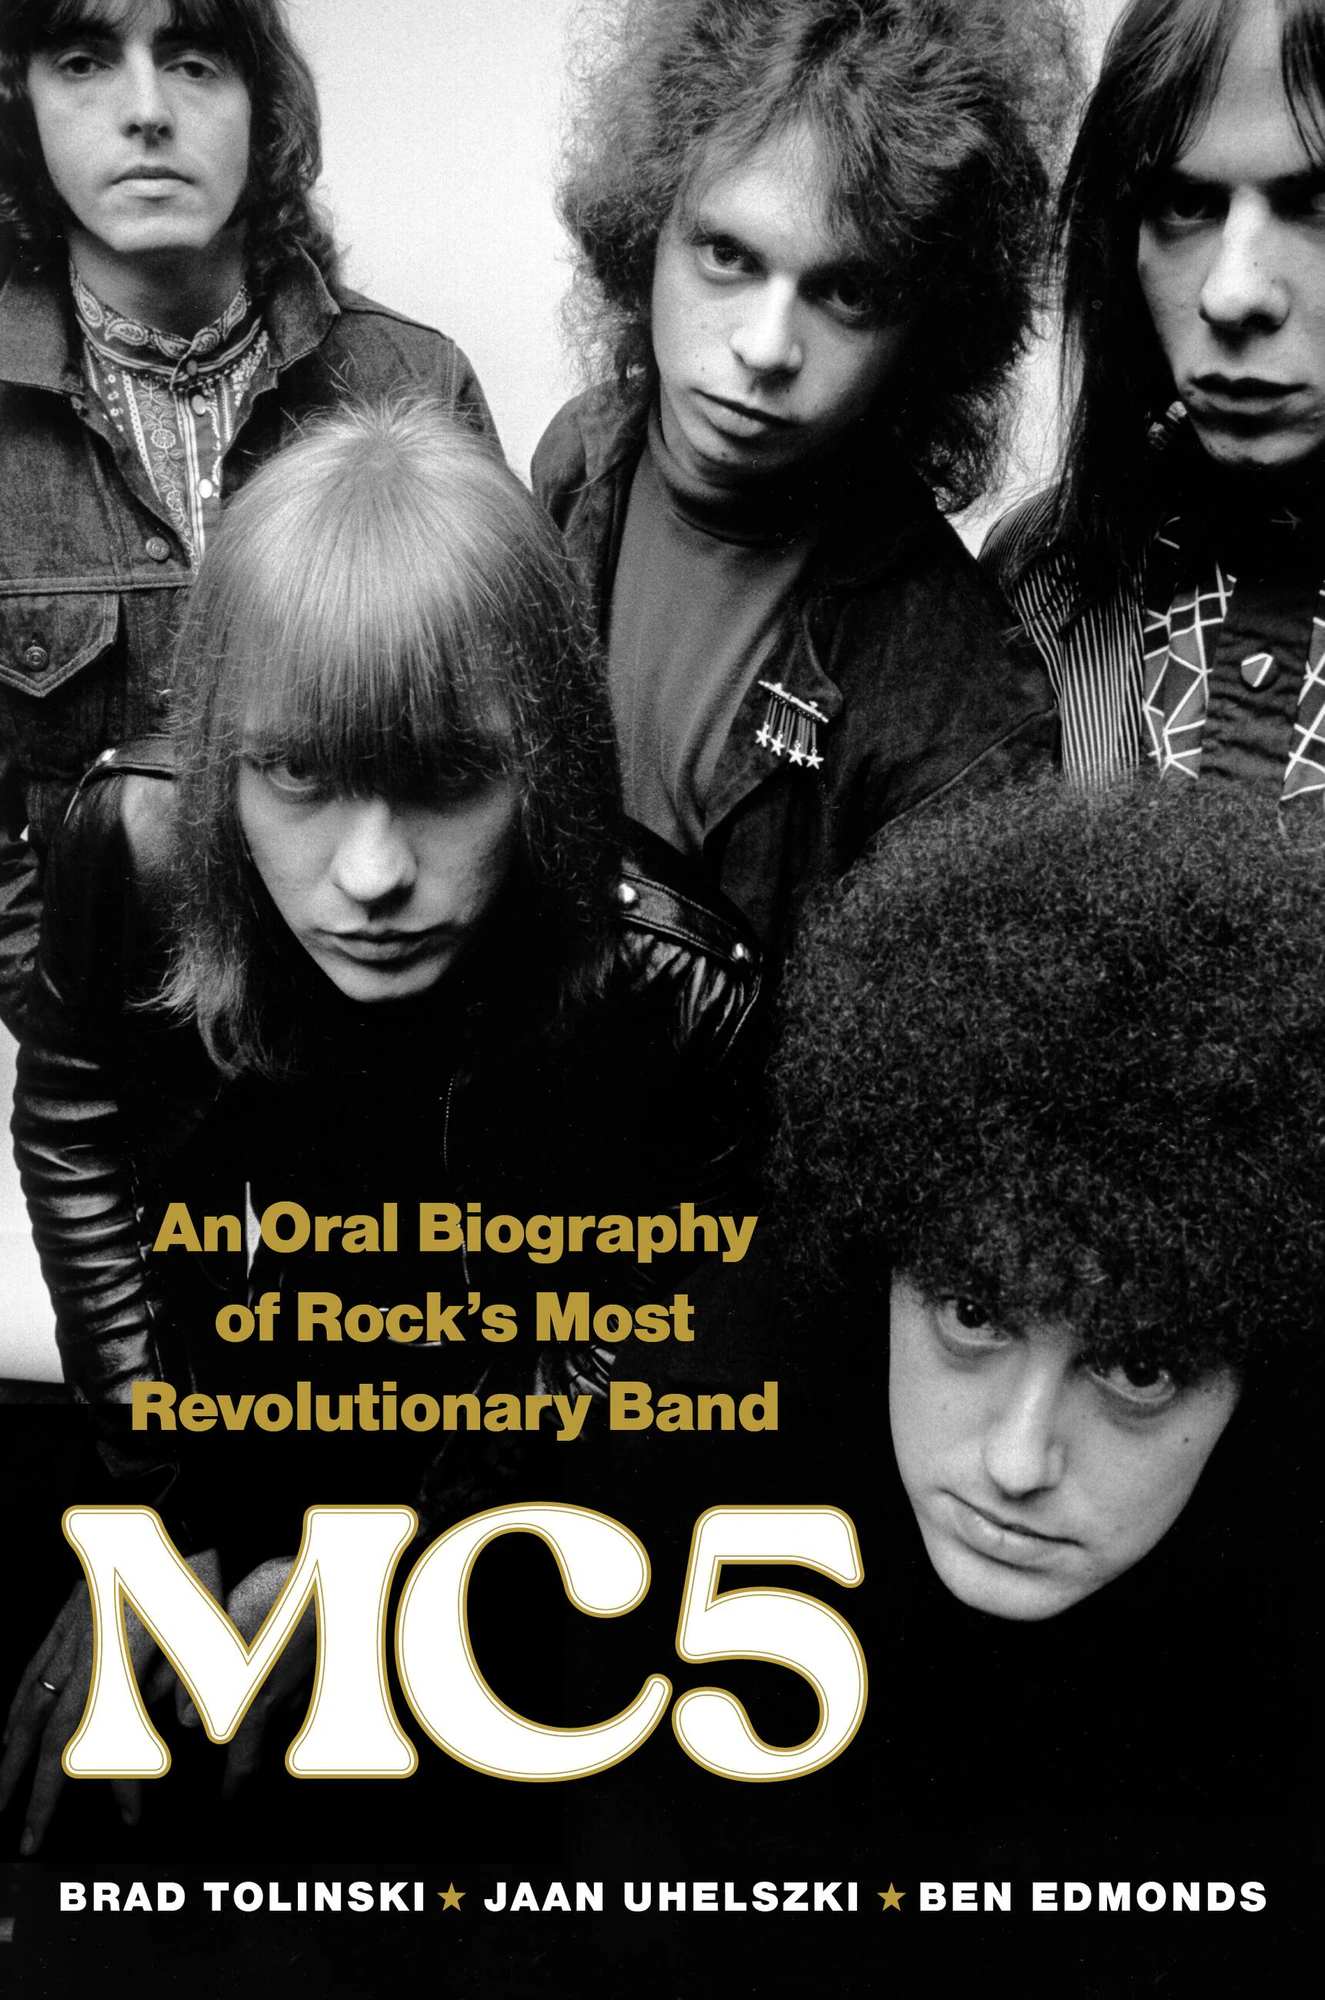 An Oral Biography
of Rock’s Most
Revolutionary Band
MC5
BRAD TOLINSKI ★ JAAN UHELSZKI ★ BEN EDMONDS